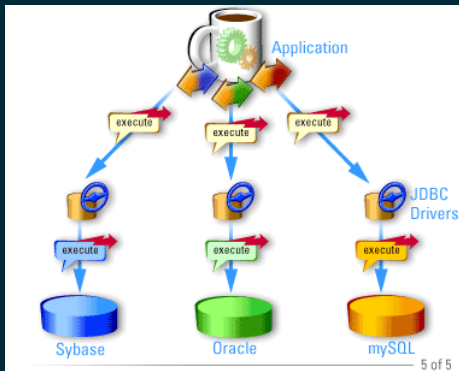 Application
execute
execute
execute
JDBC
Drivers
execute
execute
execute
Sybase
Oracle
mySQL
5 of 5